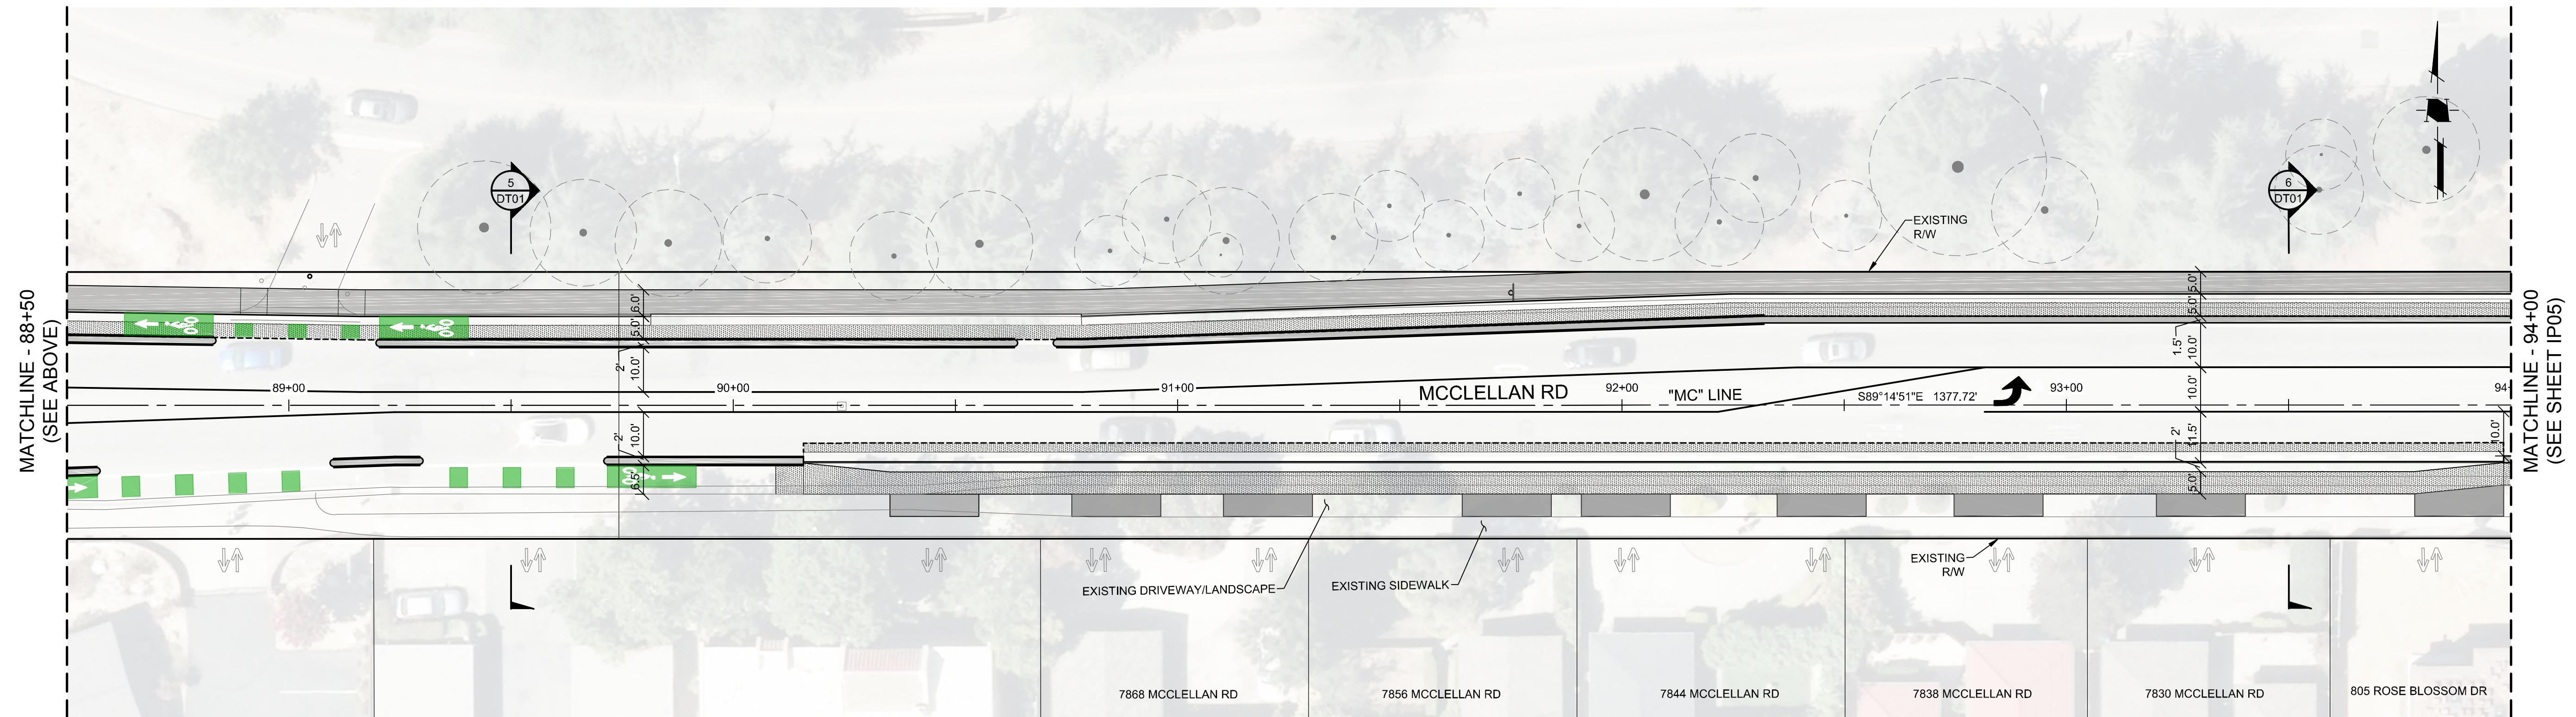 MATCHLINE - 88+50
(SEE ABOVE)
5
DT01
6
DT01
EXISTING
R/W
6.0'
5.0'
2'
10.0'
5.0'
5.0'
1.5'
10.0'
89+00
90+00
91+00
MCCLELLAN RD
92+00
"MC" LINE
S89°14'51"E 1377.72'
93+00
94+
10.0'
2'
10.0'
6.5'
2'
11.5'
5.0'
10.0'
EXISTING DRIVEWAY/LANDSCAPE
EXISTING SIDEWALK
EXISTING
R/W
7868 MCCLELLAN RD
7856 MCCLELLAN RD
7844 MCCLELLAN RD
7838 MCCLELLAN RD
7830 MCCLELLAN RD
805 ROSE BLOSSOM DR
MATCHLINE - 94+00
(SEE SHEET IP05)